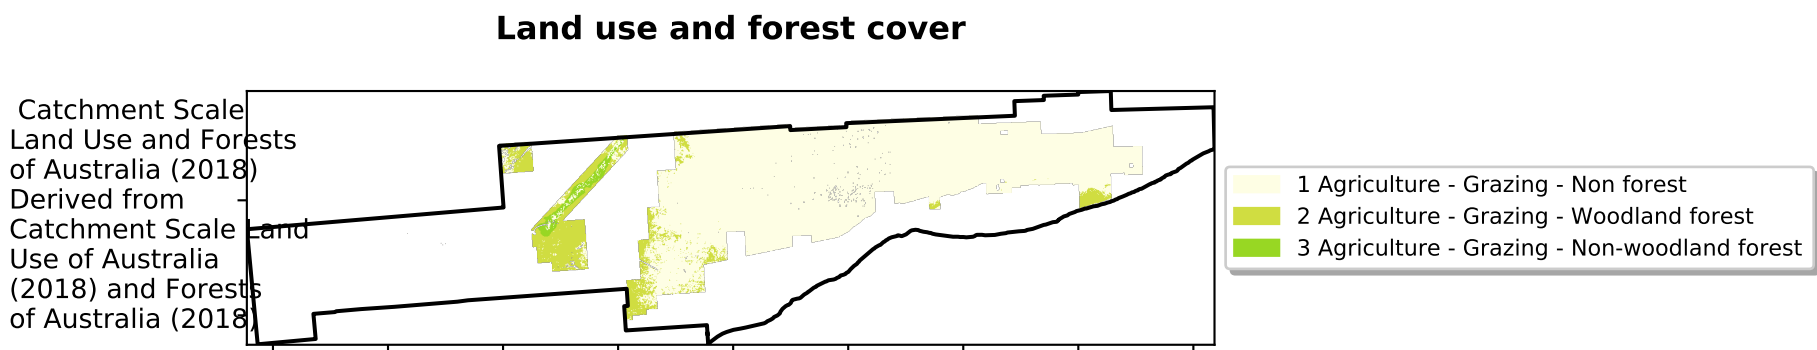 Land use and forest cover
Catchment Scale
Land Use and Forests
of Australia (2018)
Derived from
Catchment Scale Land
Use of Australia
(2018) and Forests
of Australia (2018)
1 Agriculture - Grazing - Non forest
2 Agriculture - Grazing - Woodland forest
3 Agriculture - Grazing - Non-woodland forest